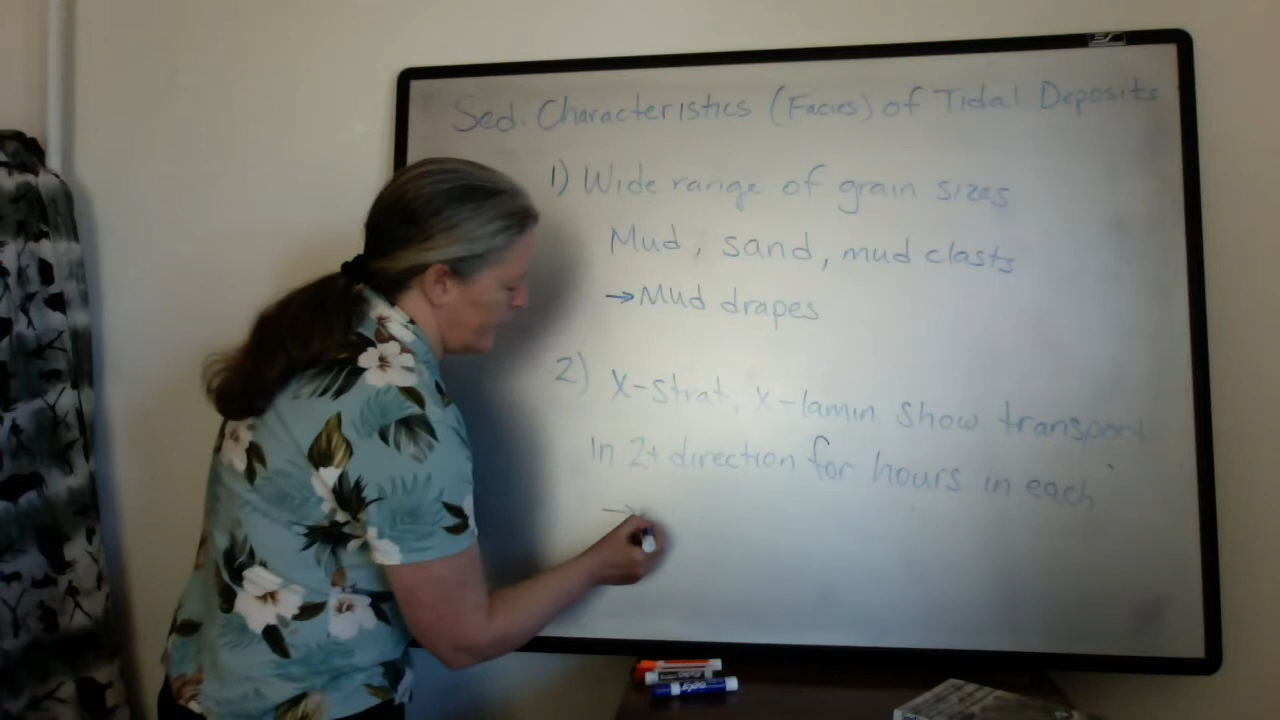 Sed. Characteristics (Facies) of Tidal Deposits
1) Wide range of grain sizes
Mud, sand, mud clasts
→ Mud drapes
2) X-strat, x-lamin. show transport
in 2+ direction for hours in each
→
EXPO